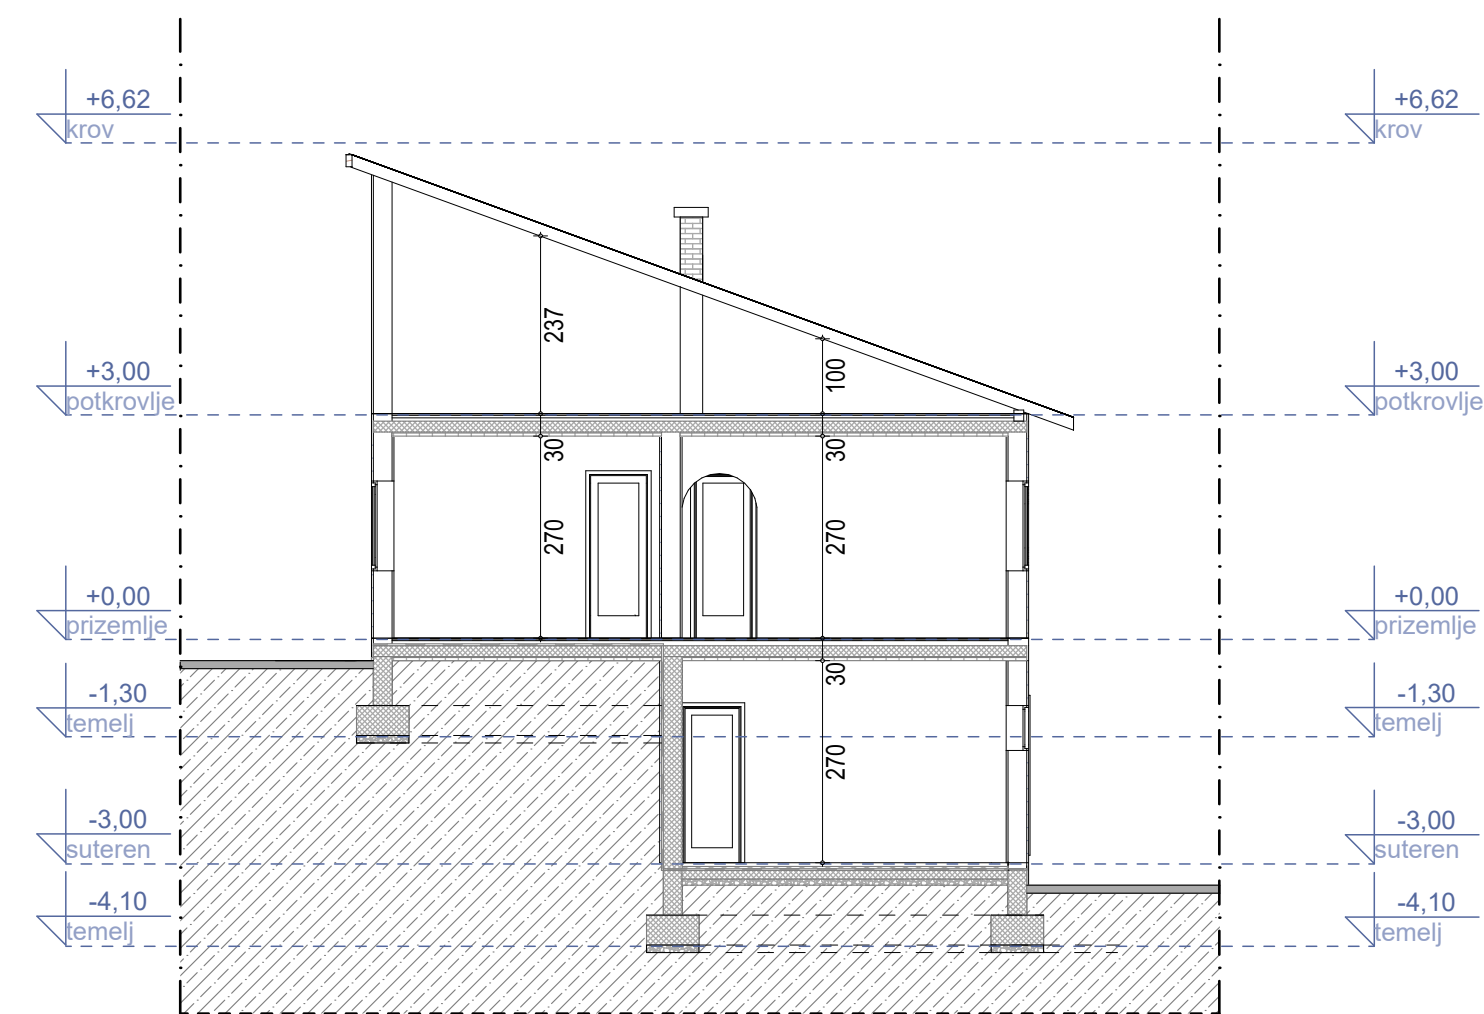 +6,62
krov
+6,62
krov
237
100
+3,00
potkrovlje
+3,00
potkrovlje
30
30
270
270
+0,00
prizemlje
+0,00
prizemlje
30
-1,30
temelj
-1,30
temelj
270
-3,00
suteren
-3,00
suteren
-4,10
temelj
-4,10
temelj